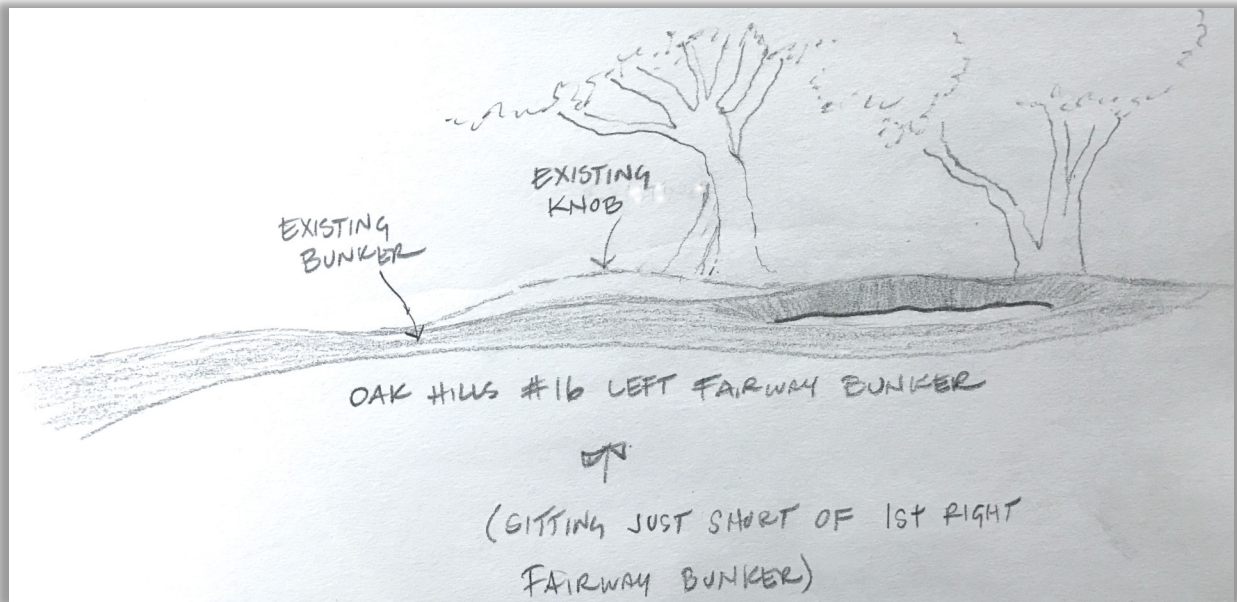 EXISTING
KNOB
EXISTING
BUNKER
OAK HILLS #16 LEFT FAIRWAY BUNKER
(SITTING JUST SHORT OF 1St RIGHT
FAIRWAY BUNKER)